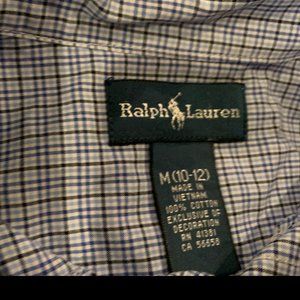 Ralph Lauren
M (10-12)
MADE IN
VIETNAM
100% COTTON
EXCLUSIVE OF
DECORATION
RN 41381
CA 56658